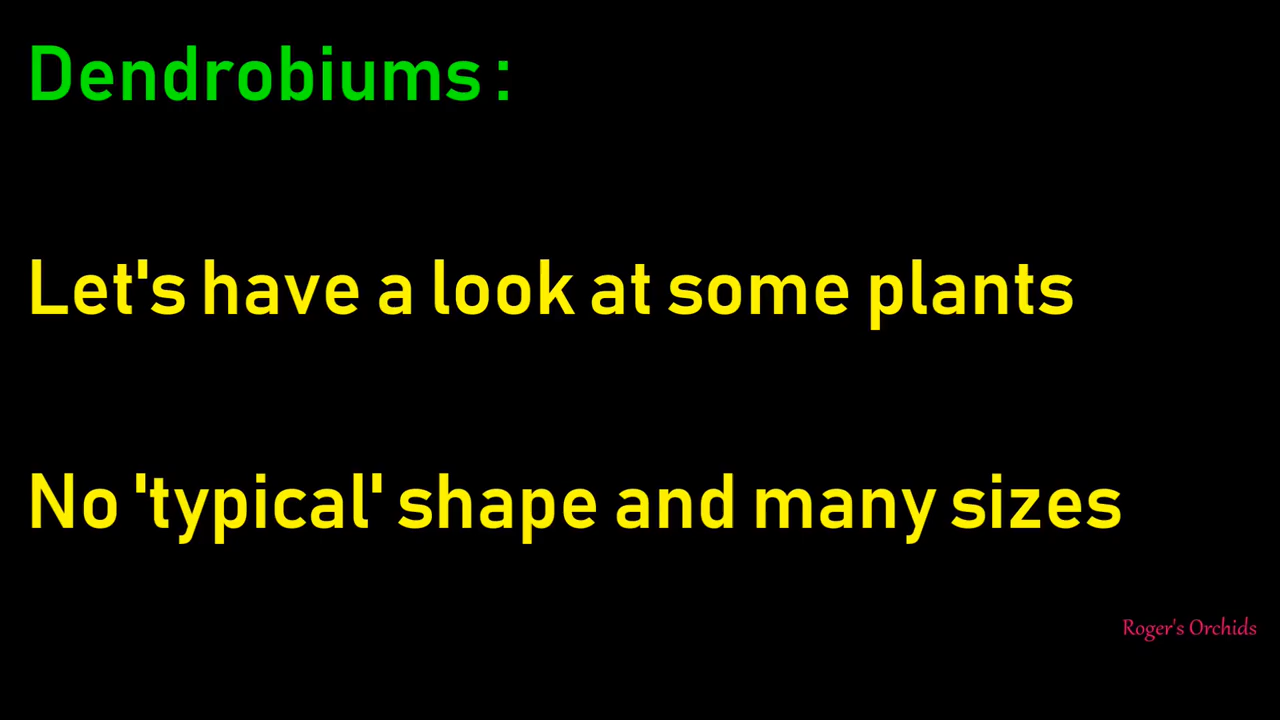 Dendrobiums:
Let's have a look at some plants
No 'typical' shape and many sizes
Roger's Orchids